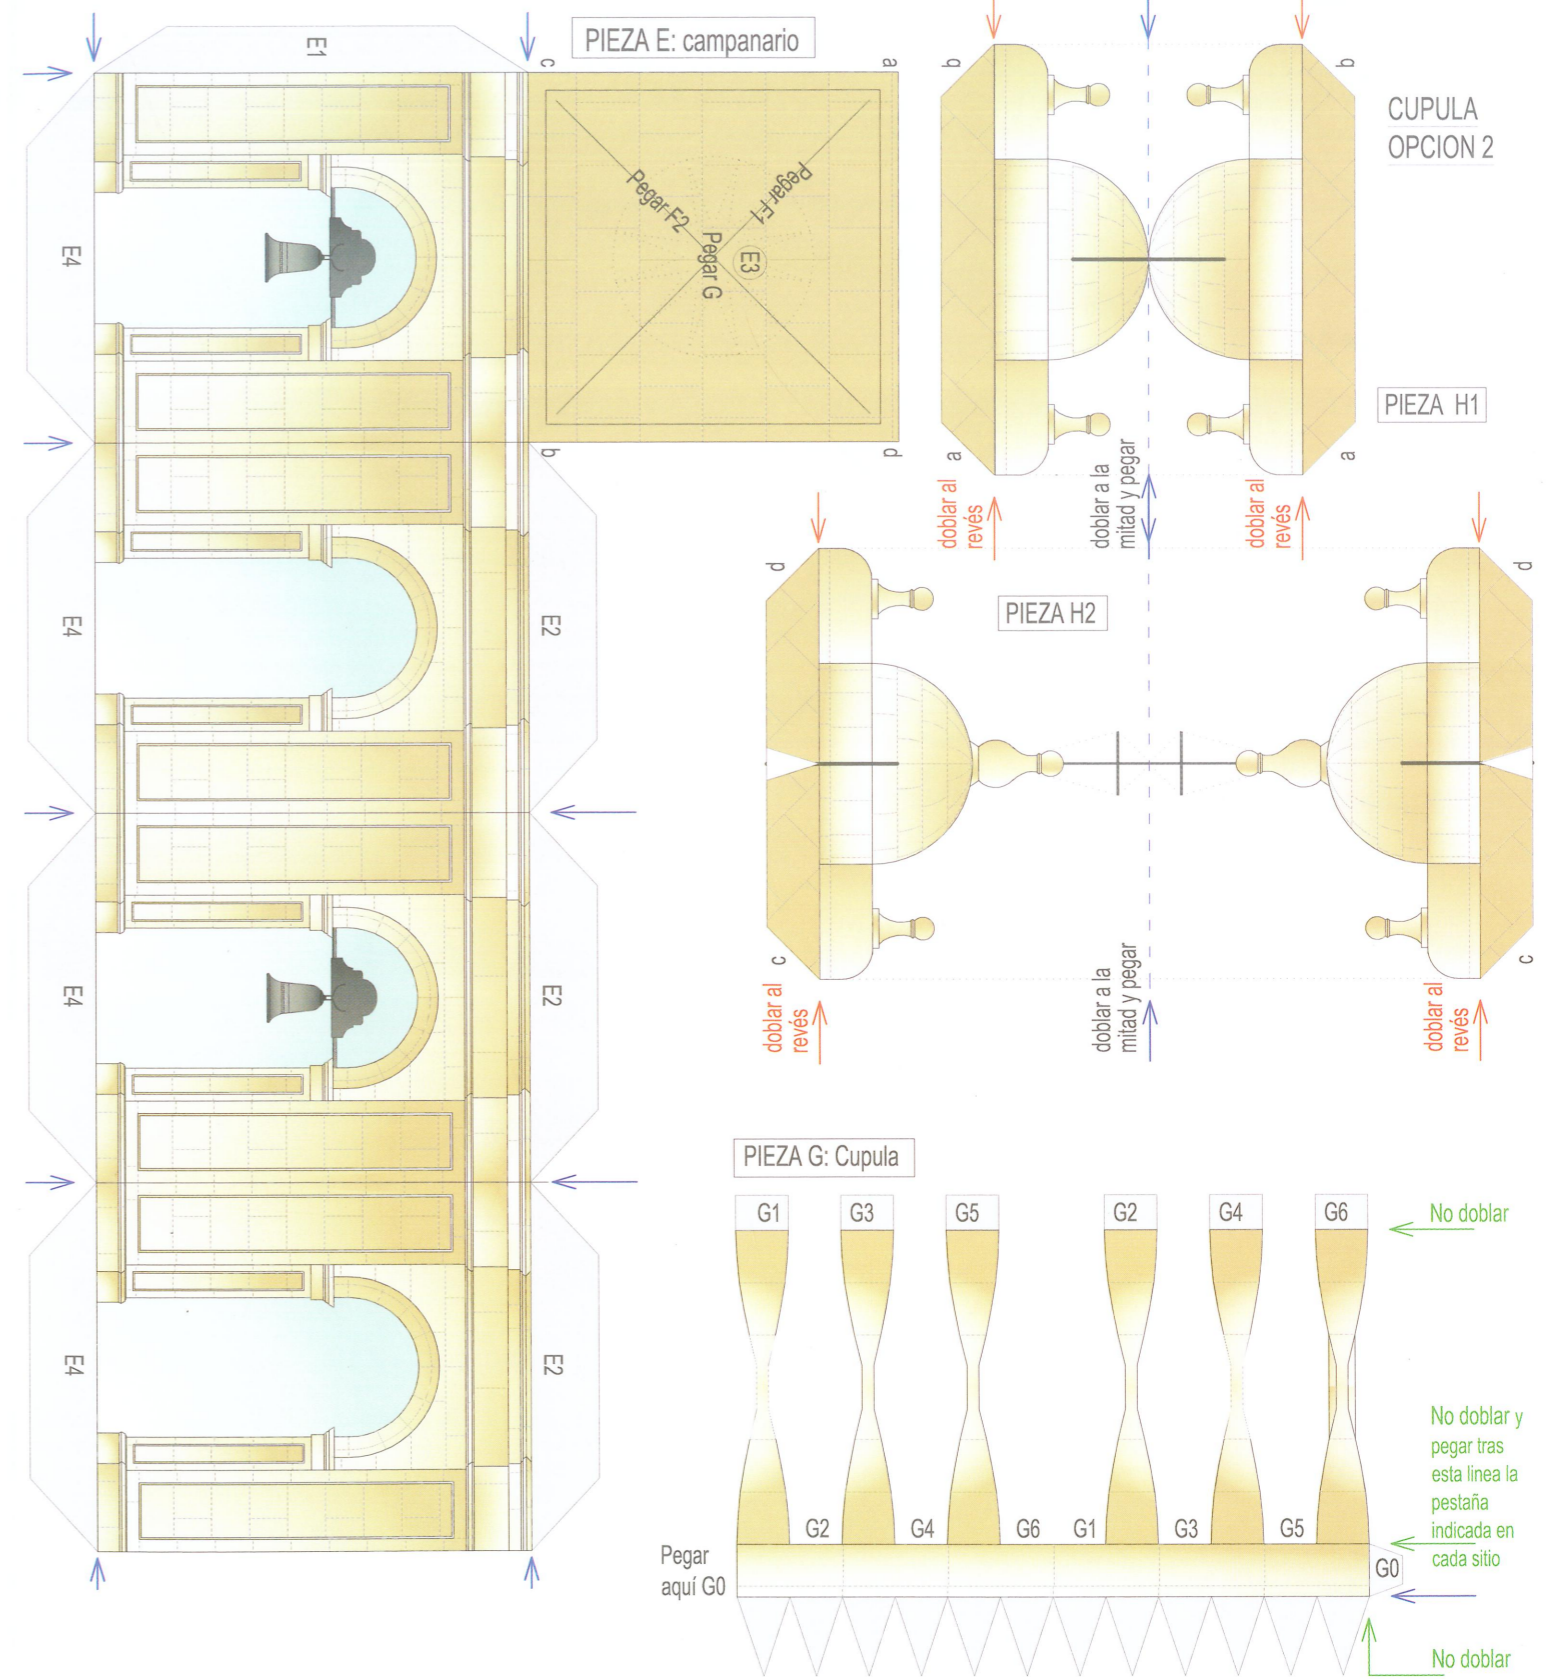 PIEZA E: campanario
E1
c
a
b
d
Pegar F2
Pegar F1
Pegar G
E3
E4
E4
E4
E4
E2
E2
E2
CUPULA
OPCION 2
b
b
a
a
PIEZA H1
doblar al
revés
doblar a la
mitad y pegar
doblar al
revés
PIEZA H2
d
d
c
c
doblar al
revés
doblar a la
mitad y pegar
doblar al
revés
PIEZA G: Cupula
G1 G3 G5 G2 G4 G6
No doblar
No doblar y
pegar tras
esta linea la
pestaña
indicada en
cada sitio
G2 G4 G6 G1 G3 G5
Pegar
aquí G0
G0
No doblar